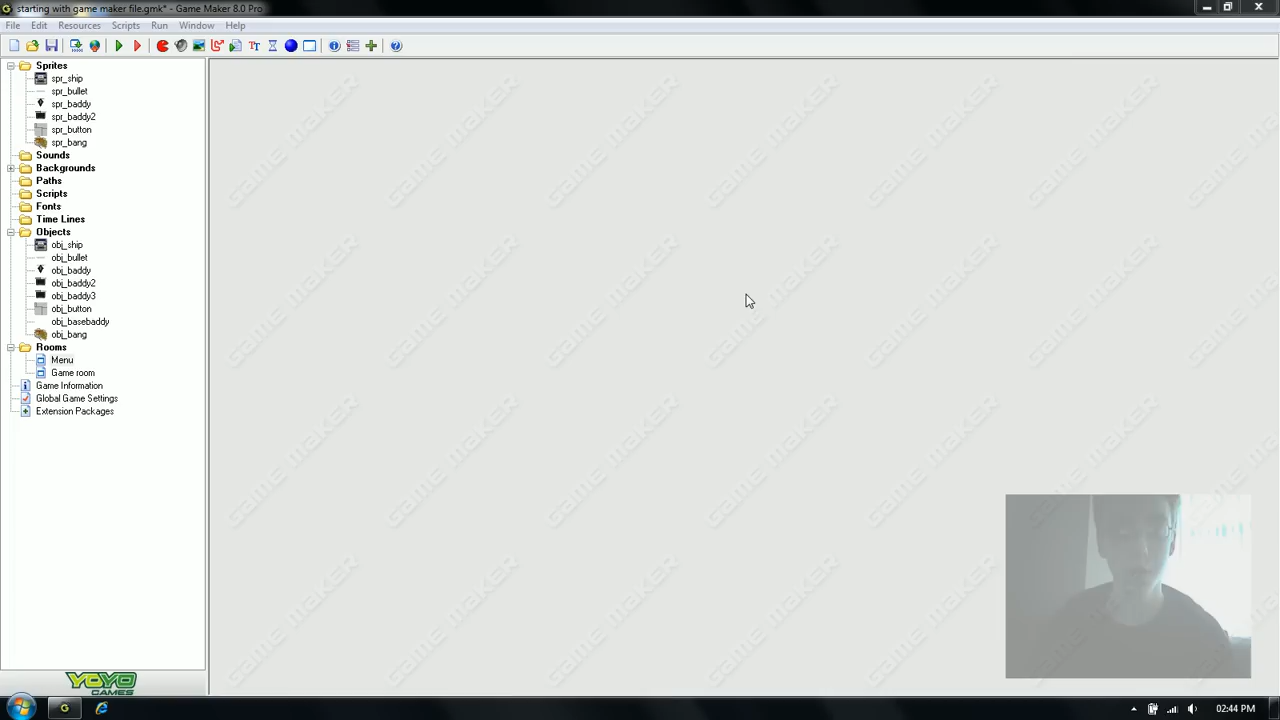 starting with game maker file.gmk* - Game Maker 8.0 Pro
File Edit Resources Scripts Run Window Help
Sprites
spr_ship
spr_bullet
spr_baddy
spr_baddy2
spr_button
spr_bang
Sounds
Backgrounds
Paths
Scripts
Fonts
Time Lines
Objects
obj_ship
obj_bullet
obj_baddy
obj_baddy2
obj_baddy3
obj_button
obj_basebaddy
obj_bang
Rooms
Menu
Game room
Game Information
Global Game Settings
Extension Packages
YOYO
GAMES
02:44 PM